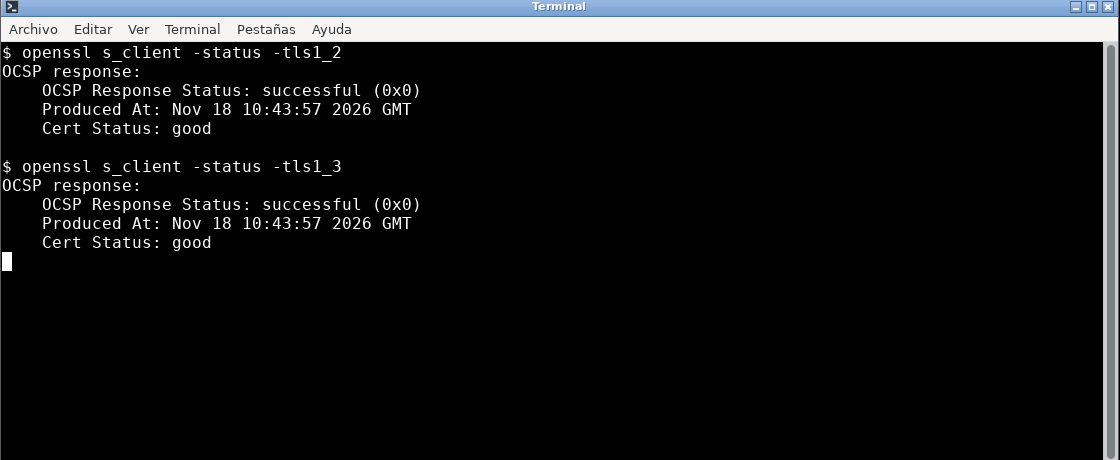 Terminal
Archivo Editar Ver Terminal Pestañas Ayuda
$ openssl s_client -status -tls1_2
OCSP response:
    OCSP Response Status: successful (0x0)
    Produced At: Nov 18 10:43:57 2026 GMT
    Cert Status: good

$ openssl s_client -status -tls1_3
OCSP response:
    OCSP Response Status: successful (0x0)
    Produced At: Nov 18 10:43:57 2026 GMT
    Cert Status: good